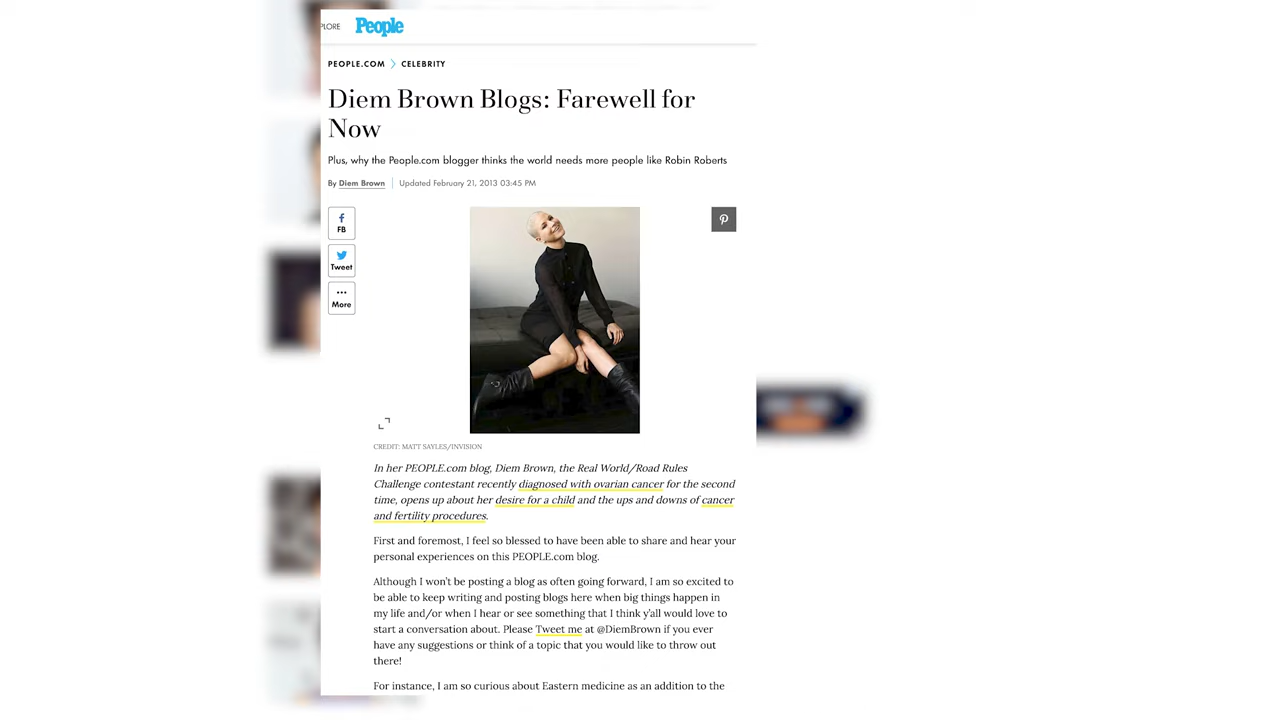 PLORE
People
PEOPLE.COM > CELEBRITY
Diem Brown Blogs: Farewell for
Now
Plus, why the People.com blogger thinks the world needs more people like Robin Roberts
By Diem Brown | Updated February 21, 2013 03:45 PM
FB
Tweet
More
CREDIT: MATT SAYLES/INVISION
In her PEOPLE.com blog, Diem Brown, the Real World/Road Rules
Challenge contestant recently diagnosed with ovarian cancer for the second
time, opens up about her desire for a child and the ups and downs of cancer
and fertility procedures.
First and foremost, I feel so blessed to have been able to share and hear your
personal experiences on this PEOPLE.com blog.
Although I won't be posting a blog as often going forward, I am so excited to
be able to keep writing and posting blogs here when big things happen in
my life and/or when I hear or see something that I think y'all would love to
start a conversation about. Please Tweet me at @DiemBrown if you ever
have any suggestions or think of a topic that you would like to throw out
there!
For instance, I am so curious about Eastern medicine as an addition to the